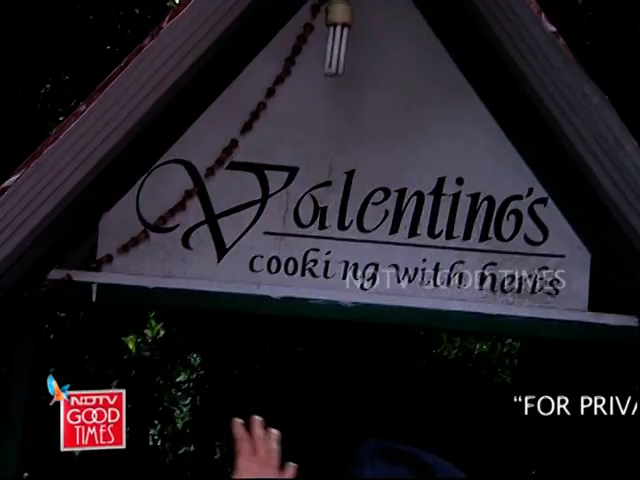 Valentino's
cooking with herbs
NDTV GOOD TIMES
NDTV
GOOD
TIMES
"FOR PRIVA